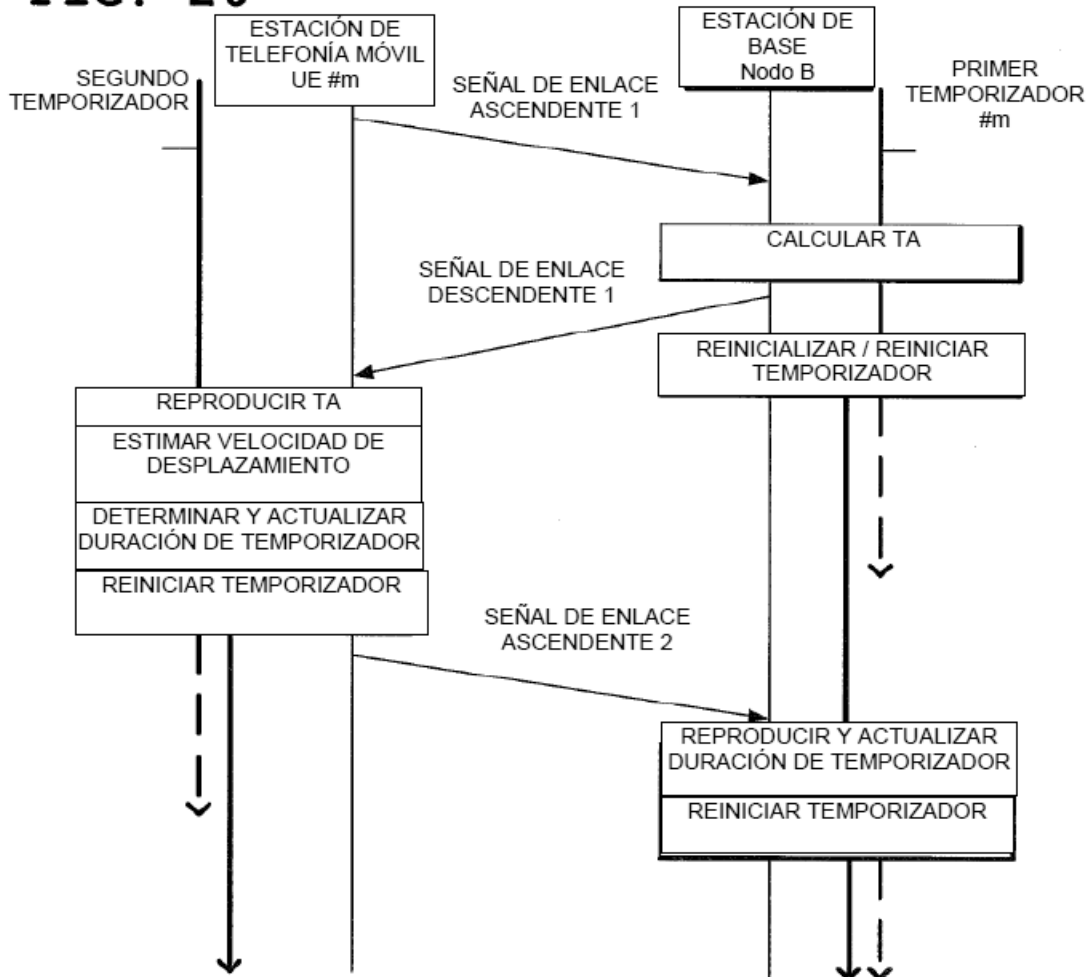 ESTACIÓN DE
TELEFONÍA MÓVIL
UE #m
ESTACIÓN DE
BASE
Nodo B
SEGUNDO
TEMPORIZADOR
SEÑAL DE ENLACE
ASCENDENTE 1
PRIMER
TEMPORIZADOR
#m
CALCULAR TA
SEÑAL DE ENLACE
DESCENDENTE 1
REINICIALIZAR / REINICIAR
TEMPORIZADOR
REPRODUCIR TA
ESTIMAR VELOCIDAD DE
DESPLAZAMIENTO
DETERMINAR Y ACTUALIZAR
DURACIÓN DE TEMPORIZADOR
REINICIAR TEMPORIZADOR
SEÑAL DE ENLACE
ASCENDENTE 2
REPRODUCIR Y ACTUALIZAR
DURACIÓN DE TEMPORIZADOR
REINICIAR TEMPORIZADOR